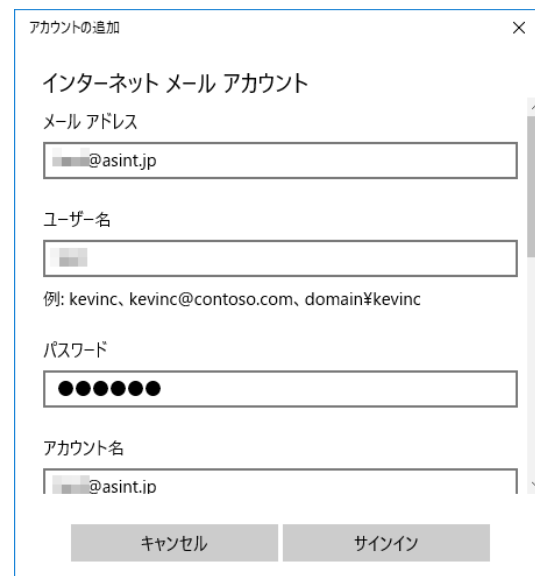 アカウントの追加
インターネット メール アカウント
メール アドレス
@asint.jp
ユーザー名
例: kevinc、kevinc@contoso.com、domain¥kevinc
パスワード
●●●●●●
アカウント名
@asint.jp
キャンセル
サインイン